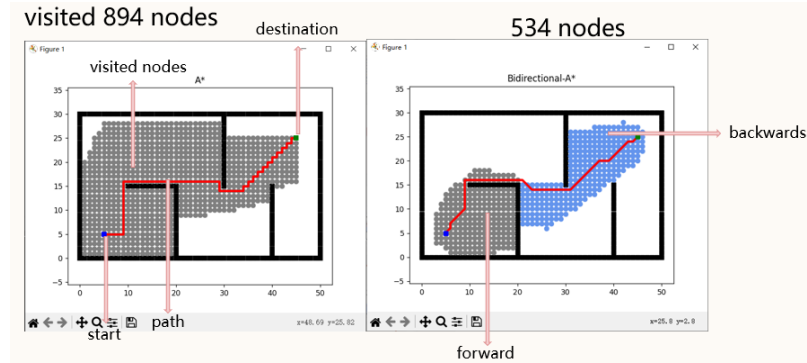 visited 894 nodes
destination
534 nodes
Figure 1
Figure 1
visited nodes
A*
Bidirectional-A*
35
30
25
20
15
10
5
0
−5
0
10
20
30
40
50
35
30
25
20
15
10
5
0
−5
0
10
20
30
40
50
backwards
x=48.69 y=25.82
x=25.8 y=2.8
start
path
forward